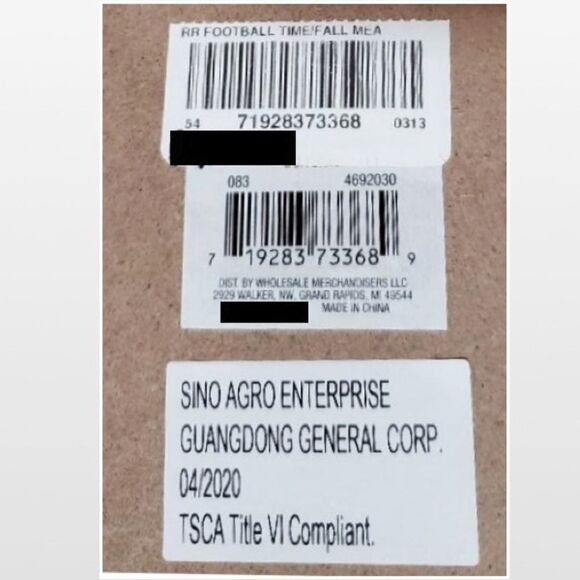 RR FOOTBALL TIME/FALL MEA
54 71928373368 0313
083 4692030
7 19283 73368 9
DIST. BY WHOLESALE MERCHANDISERS LLC
2929 WALKER, NW, GRAND RAPIDS, MI 49544
MADE IN CHINA
SINO AGRO ENTERPRISE
GUANGDONG GENERAL CORP.
04/2020
TSCA Title VI Compliant.